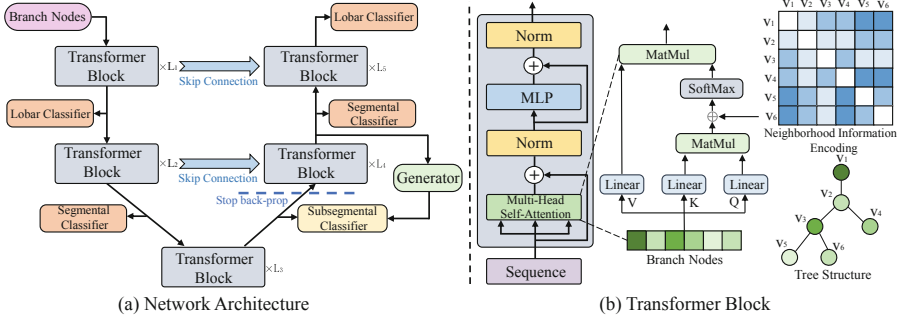 Branch Nodes
Lobar Classifier
Transformer
Block
×L₁
Skip Connection
Transformer
Block
×L₅
Lobar Classifier
Segmental
Classifier
Transformer
Block
×L₂
Skip Connection
Transformer
Block
×L₄
Generator
Stop back-prop
Segmental
Classifier
Subsegmental
Classifier
Transformer
Block
×L₃
(a) Network Architecture
Norm
MLP
Norm
Multi-Head
Self-Attention
Sequence
MatMul
SoftMax
MatMul
Linear
Linear
Linear
V
K
Q
Branch Nodes
V₁ V₂ V₃ V₄ V₅ V₆
V₁
V₂
V₃
V₄
V₅
V₆
Neighborhood Information
Encoding
V₁
V₂
V₃
V₄
V₅
V₆
Tree Structure
(b) Transformer Block